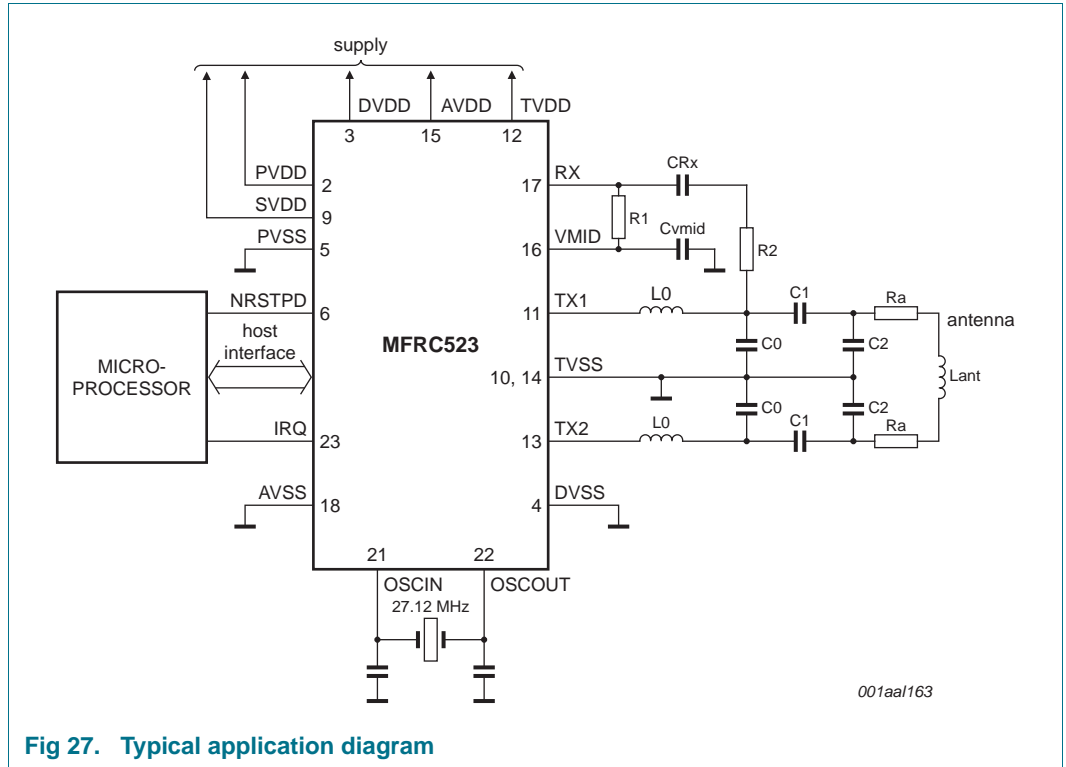 supply
DVDD AVDD TVDD
3 15 12
PVDD
2
SVDD
9
PVSS
5
NRSTPD
6
host
interface
MICRO-
PROCESSOR
IRQ
23
AVSS
18
MFRC523
17 RX
CRx
R1
16 VMID
Cvmid
R2
11 TX1
L0
C1
Ra
antenna
C0
C2
10, 14 TVSS
Lant
C0
C2
13 TX2
L0
C1
Ra
4 DVSS
21 22
OSCIN OSCOUT
27.12 MHz
001aal163
Fig 27. Typical application diagram